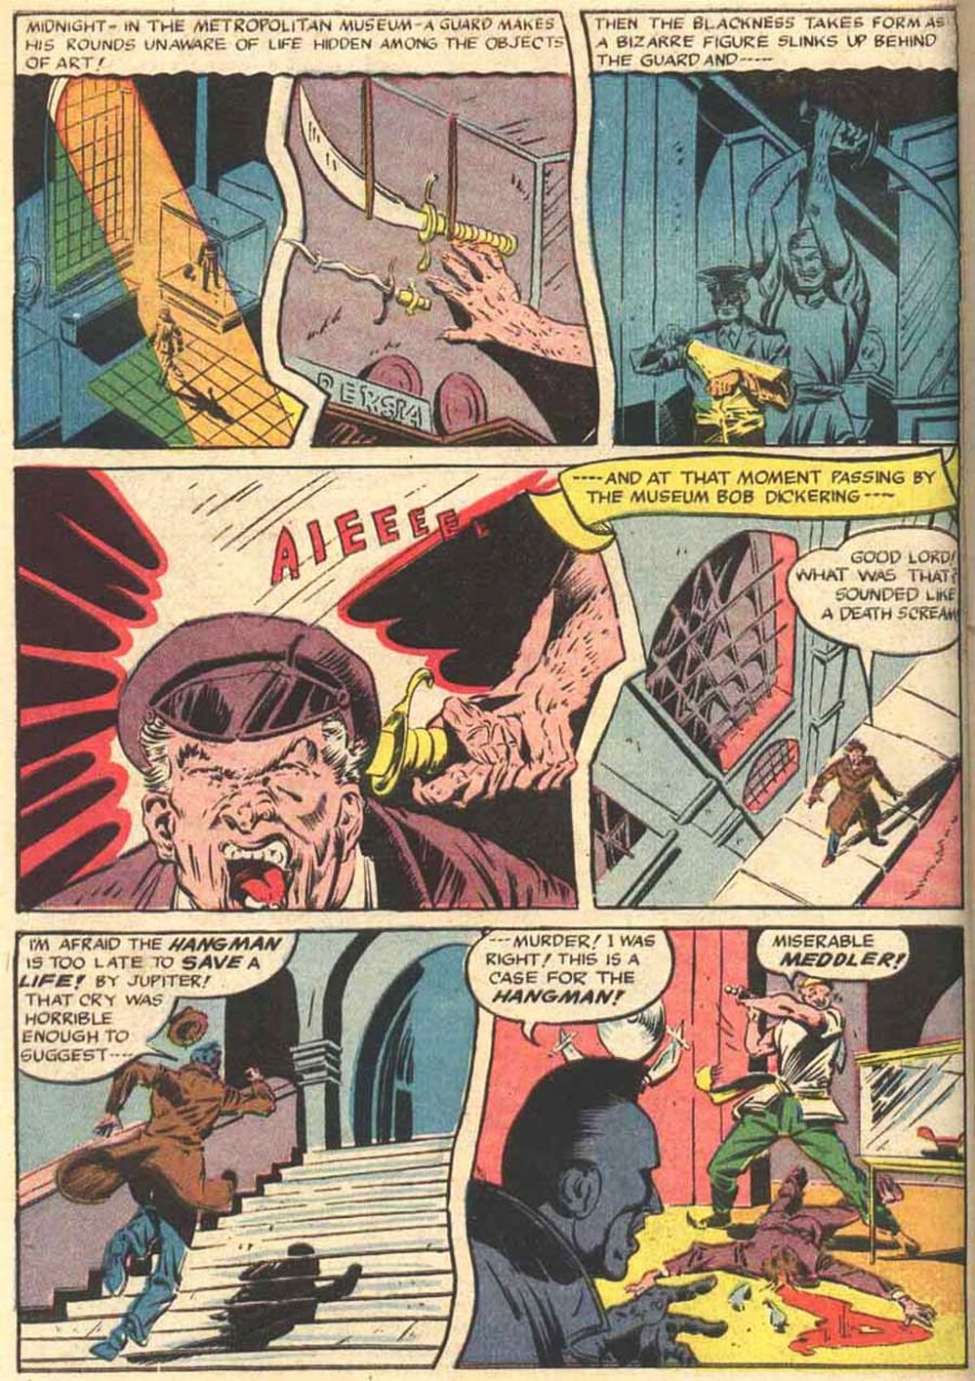 MIDNIGHT- IN THE METROPOLITAN MUSEUM-A GUARD MAKES
HIS ROUNDS UNAWARE OF LIFE HIDDEN AMONG THE OBJECTS
OF ART!
THEN THE BLACKNESS TAKES FORM AS
A BIZARRE FIGURE SLINKS UP BEHIND
THE GUARD AND-----
PERSIA
AIEEEEE
----AND AT THAT MOMENT PASSING BY
THE MUSEUM BOB DICKERING ---~
GOOD LORD!
WHAT WAS THAT?
SOUNDED LIKE
A DEATH SCREAM
I'M AFRAID THE HANGMAN
IS TOO LATE TO SAVE A
LIFE! BY JUPITER!
THAT CRY WAS
HORRIBLE
ENOUGH TO
SUGGEST----
---MURDER! I WAS
RIGHT! THIS IS A
CASE FOR THE
HANGMAN!
MISERABLE
MEDDLER!